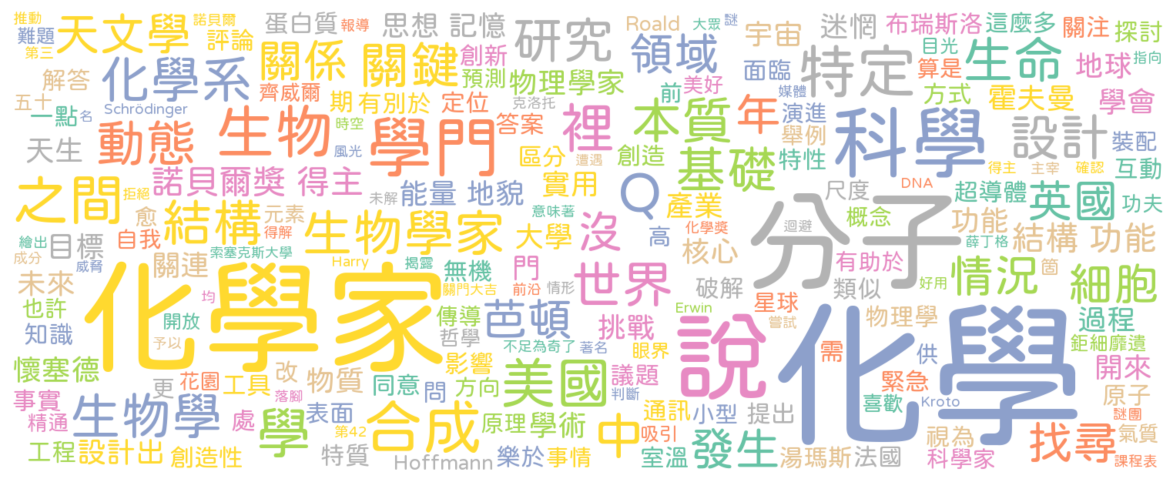 推動 諾貝爾 蛋白質 報導 思想 記憶 Roald 大眾 謎 迷惘 布瑞斯洛 這麼多 關注 探討
難題 天文學 評論 關係 關鍵 創新 研究 領域 宇宙 特定 目光 生命 指向
第三 化學系 預測 物理學家 面臨 算是 地球
解答 齊威爾 期 有別於 定位 前 美好 媒體 演進 方式 霍夫曼 學會
五十 一點 名 Schrödinger 生物 時空 克洛托 答案 裡 本質 年 舉例 科學 設計 裝配
天生 動態 風光 學門 區分 創造 基礎 特性 得主 主宰 確認 互動
之間 拒絕 諾貝爾獎 得主 未解 能量 地貌 遭遇 實用 Q 產業 尺度 DNA 超導體 英國 功夫
結構 元素 意味著 高 化學獎 迴避 分子 概念 功能
繪出 目標 自我 得解 生物學家 大學 沒 核心 薛丁格 結構 功能
成分 威脅 索塞克斯大學 Harry 揭露 無機 門 世界 破解 有助於 情況 箇 細胞
未來 關連 均 關門大吉 前沿 情形 類似 好用
也許 開放 化學家 傳導 芭頓 挑戰 Erwin 星球 物理學 過程
知識 予以 哲學 不足為奇了 著名 說 嘗試 需 供 化學 鉅細靡遺
懷塞德 更 花園 工具 改 物質 影響 同意 問 方向 美國 眼界 議題 判斷 緊急 開來
事實 落腳 喜歡 Kroto 原子
精通 生物學 處 表面 合成 原理 學術 中 通訊 小型 提出 謎團
工程 設計出 創造性 學 第42 特質 Hoffmann 樂於 事情 吸引 室溫 發生 湯瑪斯 法國 視為 科學家 找尋 氣質 課程表